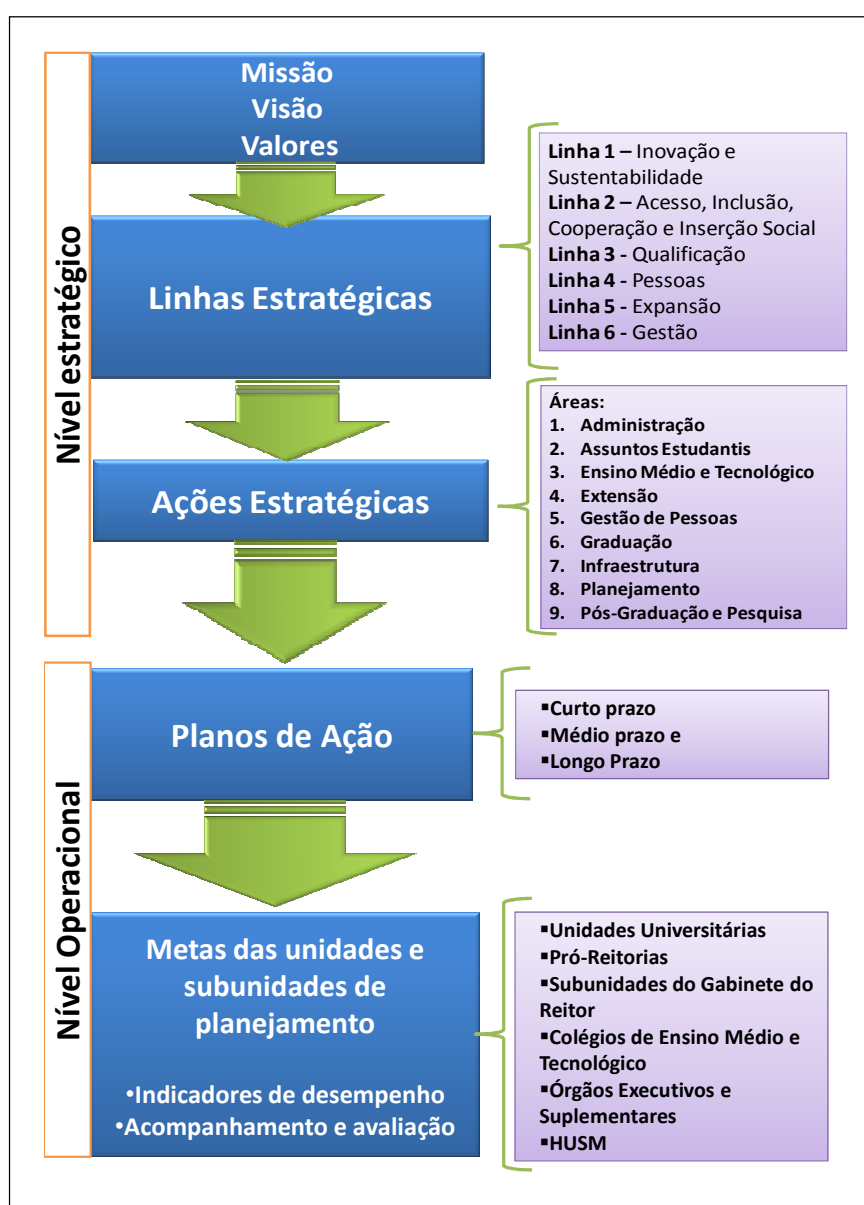 Nível estratégico
Missão
Visão
Valores
Linhas Estratégicas
Linha 1 – Inovação e
Sustentabilidade
Linha 2 – Acesso, Inclusão,
Cooperação e Inserção Social
Linha 3 - Qualificação
Linha 4 - Pessoas
Linha 5 - Expansão
Linha 6 - Gestão
Ações Estratégicas
Áreas:
1. Administração
2. Assuntos Estudantis
3. Ensino Médio e Tecnológico
4. Extensão
5. Gestão de Pessoas
6. Graduação
7. Infraestrutura
8. Planejamento
9. Pós-Graduação e Pesquisa
Nível Operacional
Planos de Ação
▪Curto prazo
▪Médio prazo e
▪Longo Prazo
Metas das unidades e
subunidades de
planejamento
•Indicadores de desempenho
•Acompanhamento e avaliação
▪Unidades Universitárias
▪Pró-Reitorias
▪Subunidades do Gabinete do
Reitor
▪Colégios de Ensino Médio e
Tecnológico
▪Órgãos Executivos e
Suplementares
▪HUSM